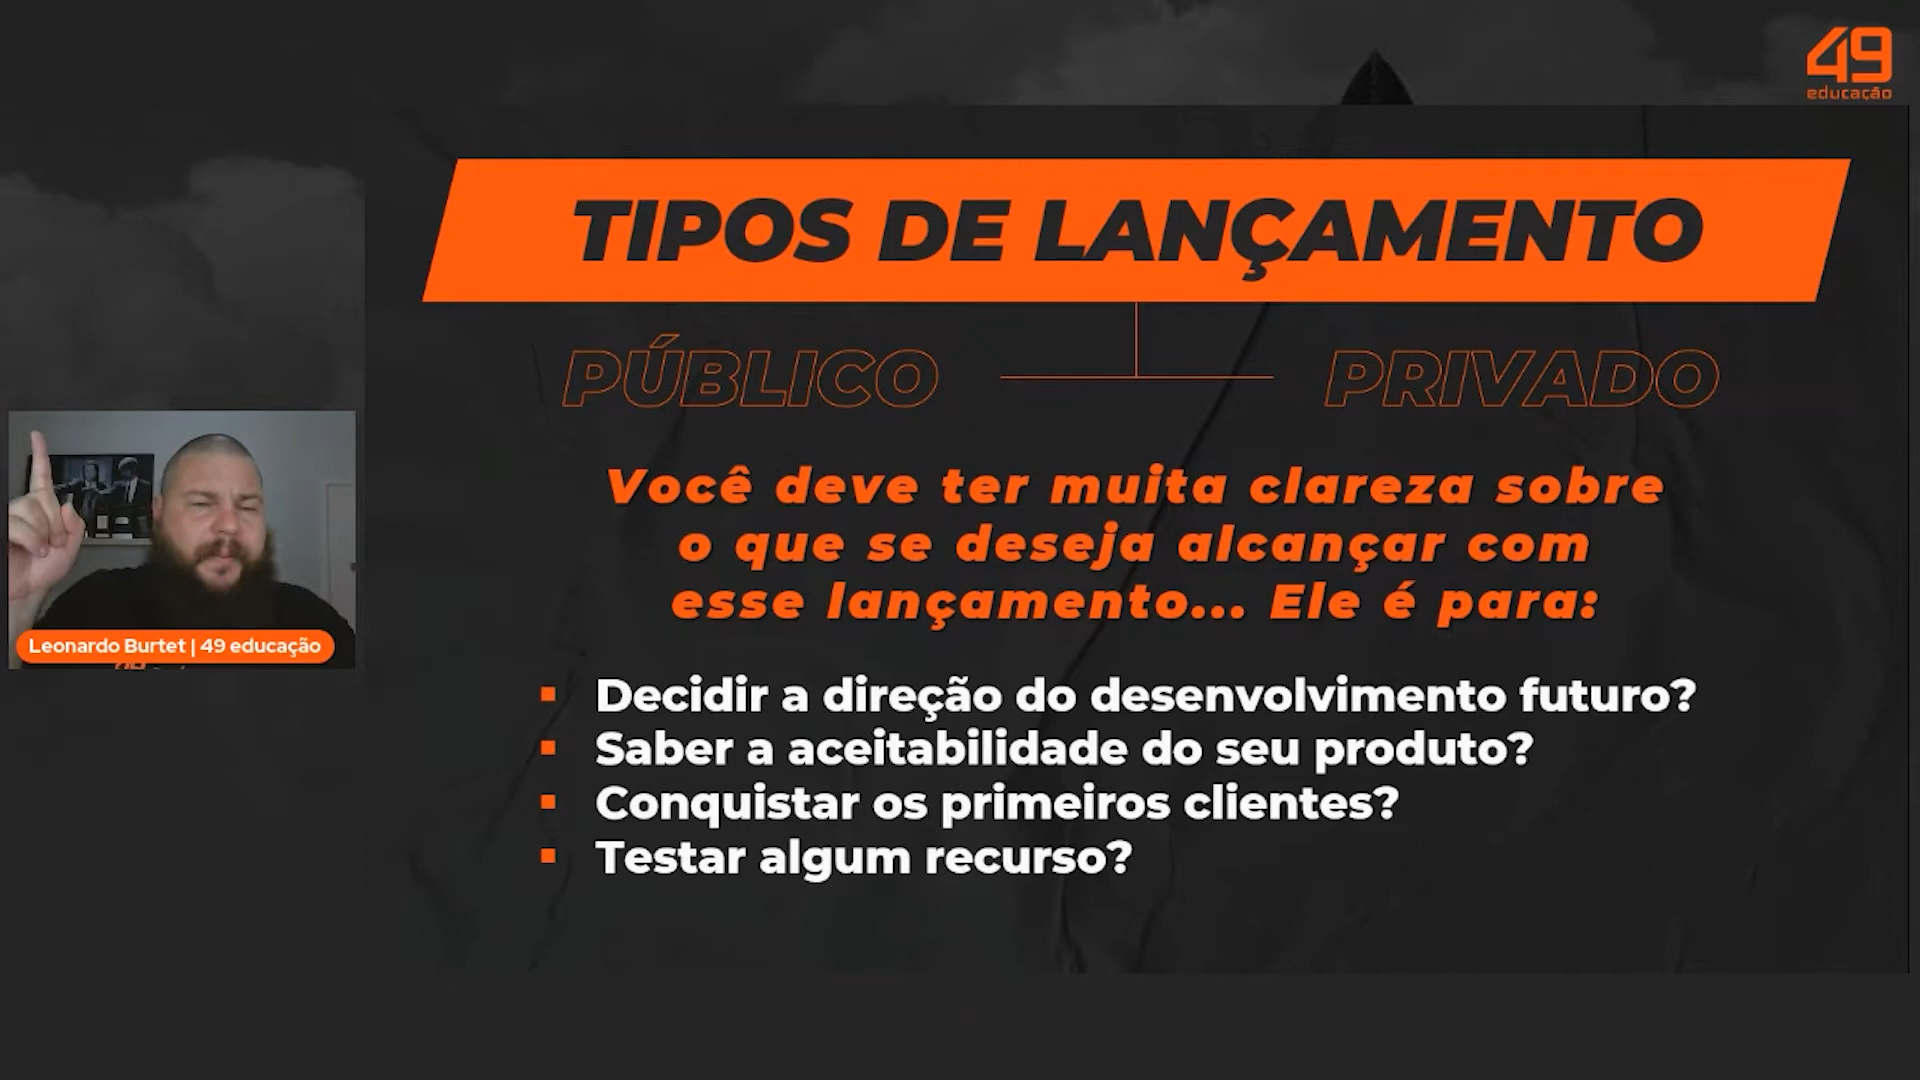 49
educação
TIPOS DE LANÇAMENTO
PÚBLICO
PRIVADO
Você deve ter muita clareza sobre
o que se deseja alcançar com
esse lançamento... Ele é para:
Decidir a direção do desenvolvimento futuro?
Saber a aceitabilidade do seu produto?
Conquistar os primeiros clientes?
Testar algum recurso?
Leonardo Burtet | 49 educação